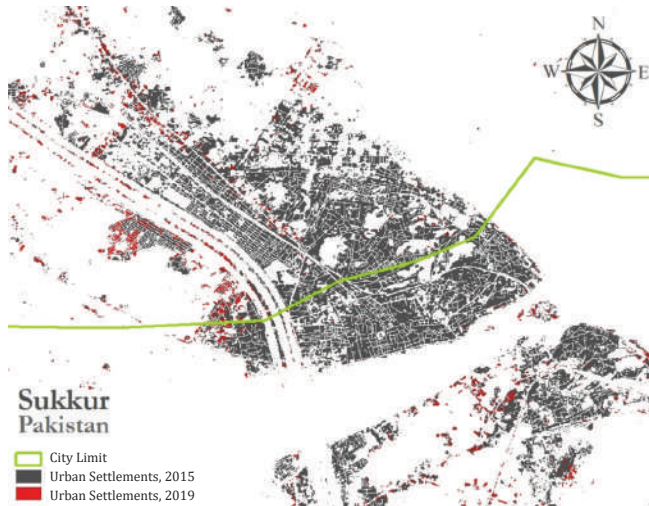 N
W E
S
Sukkur
Pakistan
City Limit
Urban Settlements, 2015
Urban Settlements, 2019